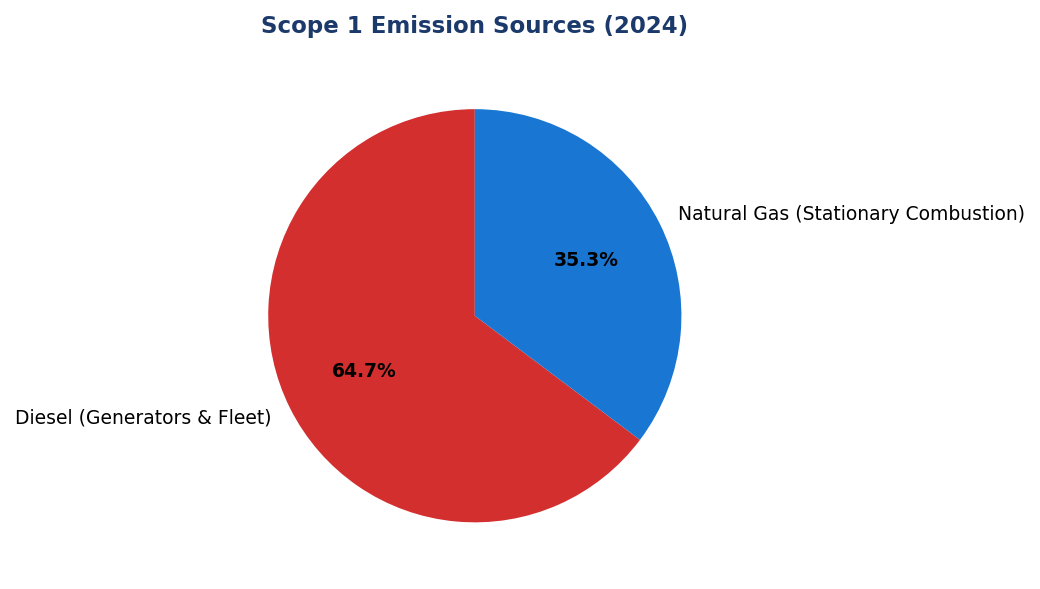 Scope 1 Emission Sources (2024)
Natural Gas (Stationary Combustion)
35.3%
64.7%
Diesel (Generators & Fleet)